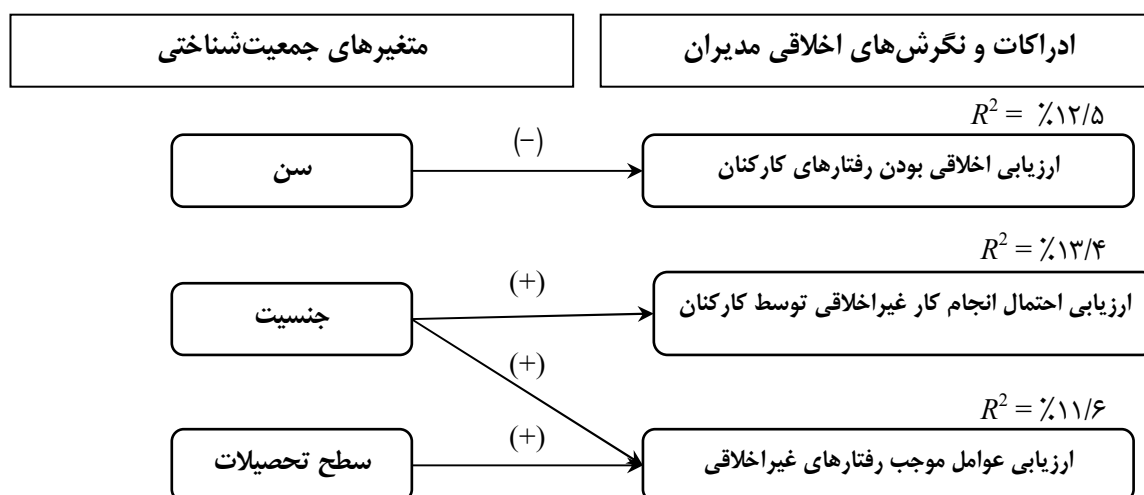 ادراکات و نگرش‌های اخلاقی مدیران
متغیرهای جمعیت‌شناختی
R² = ٪۱۲/۵
ارزیابی اخلاقی بودن رفتارهای کارکنان
(−)
سن
R² = ٪۱۳/۴
ارزیابی احتمال انجام کار غیراخلاقی توسط کارکنان
(+)
جنسیت
(+)
R² = ٪۱۱/۶
ارزیابی عوامل موجب رفتارهای غیراخلاقی
(+)
سطح تحصیلات